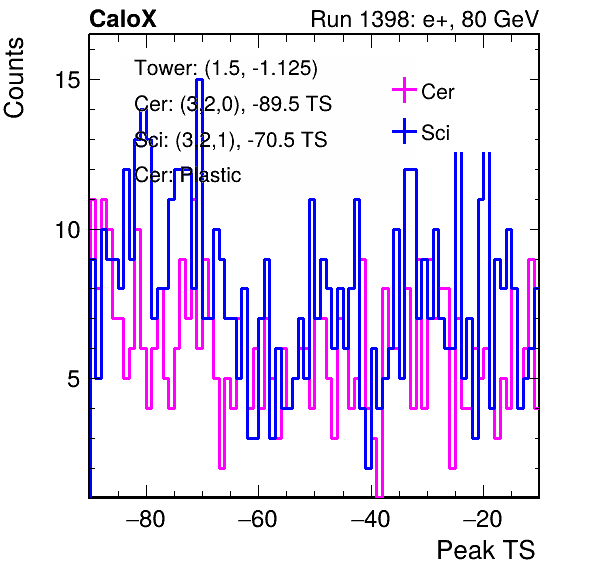 CaloX Run 1398: e+, 80 GeV
Counts
Tower: (1.5, -1.125)
Cer: (3,2,0), -89.5 TS
Sci: (3,2,1), -70.5 TS
Cer: Plastic
Cer
Sci
15
10
5
−80 −60 −40 −20
Peak TS